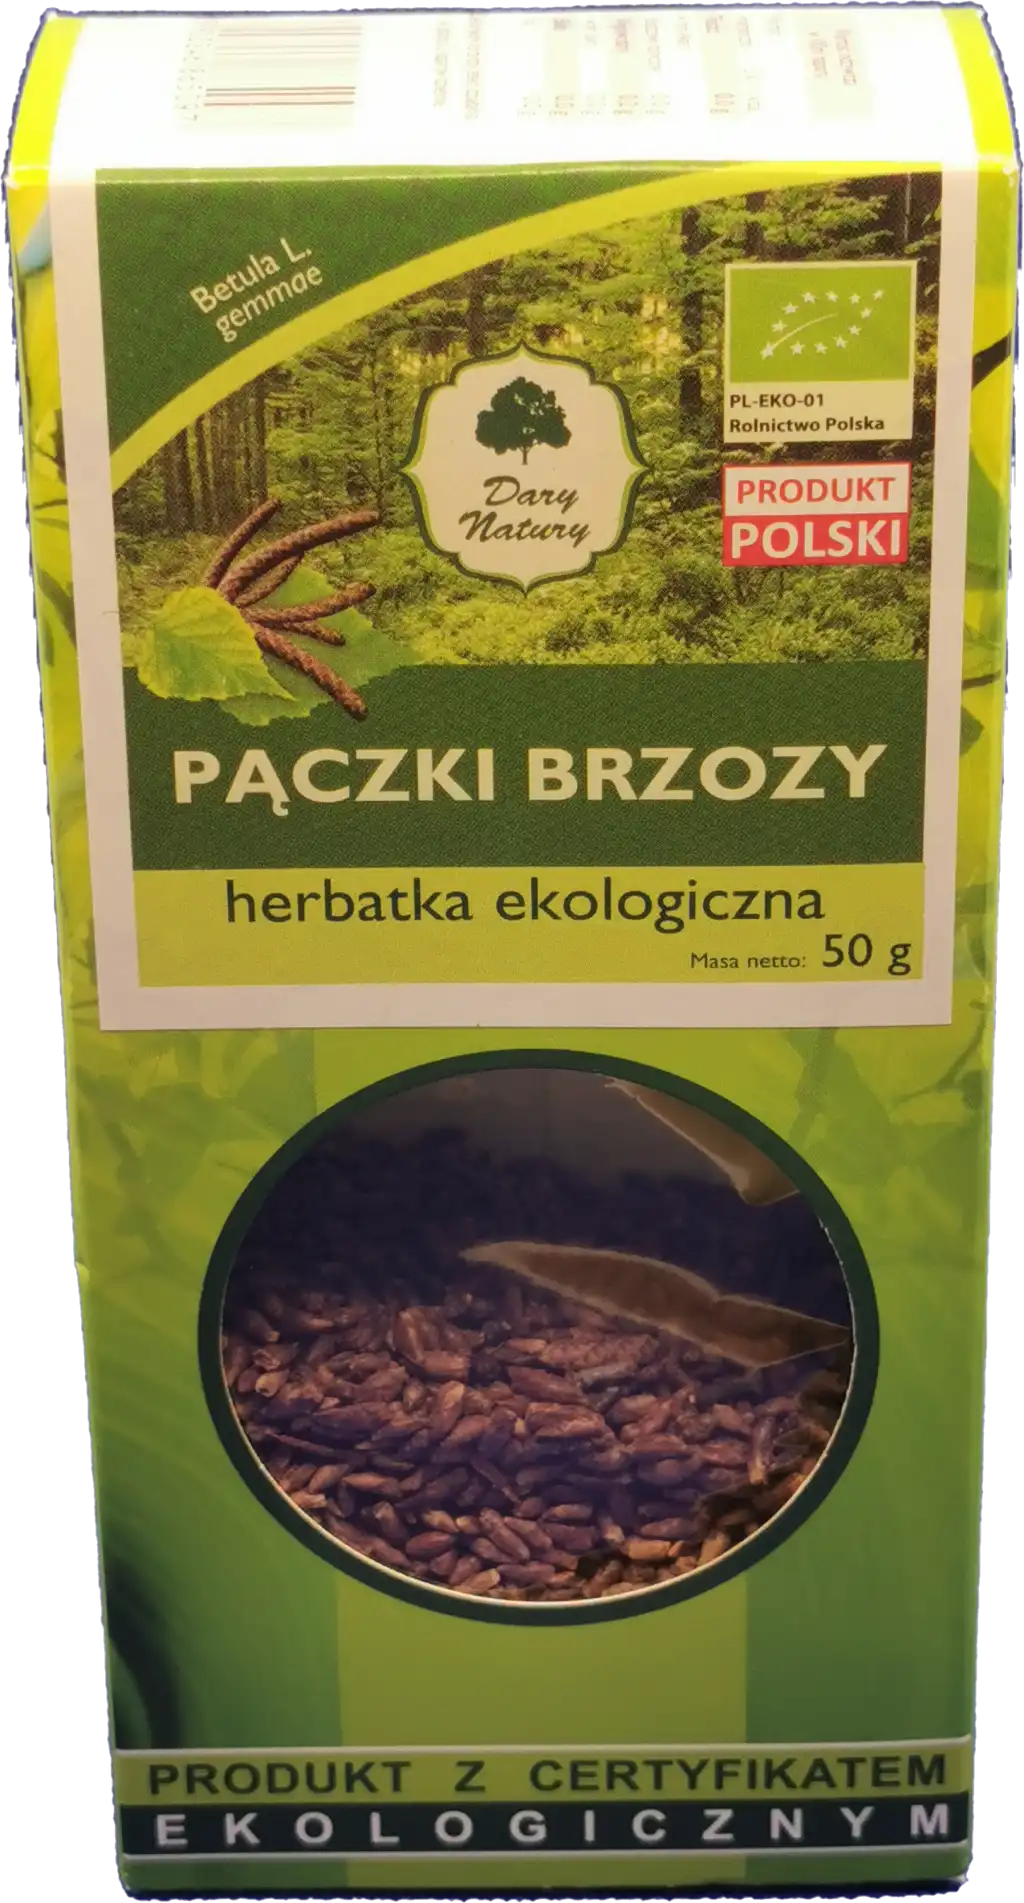 Betula L.
gemmae
PL-EKO-01
Rolnictwo Polska
Dary
Natury
PRODUKT
POLSKI
PĄCZKI BRZOZY
herbatka ekologiczna
Masa netto: 50 g
PRODUKT Z CERTYFIKATEM
EKOLOGICZNYM